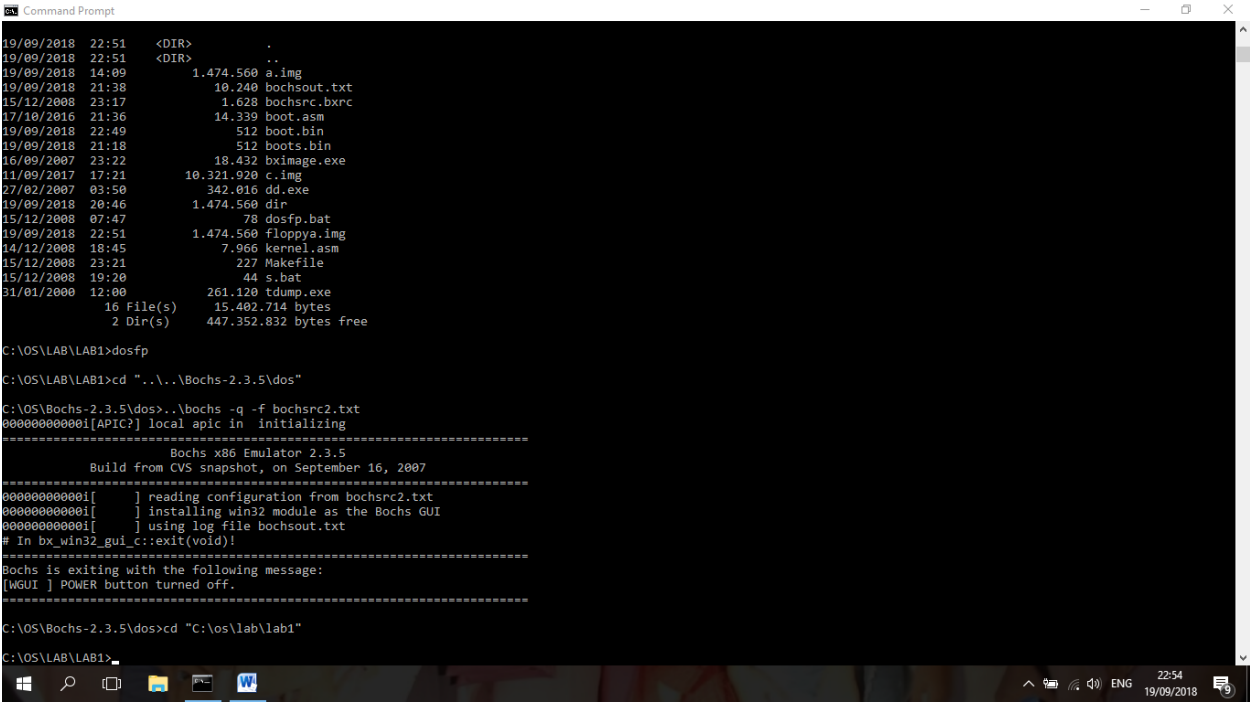 Command Prompt
19/09/2018  22:51    <DIR>          .
19/09/2018  22:51    <DIR>          ..
19/09/2018  14:09         1.474.560 a.img
19/09/2018  21:38            10.240 bochsout.txt
15/12/2008  23:17             1.628 bochsrc.bxrc
17/10/2016  21:36            14.339 boot.asm
19/09/2018  22:49               512 boot.bin
19/09/2018  21:18               512 boots.bin
16/09/2007  23:22            18.432 bximage.exe
11/09/2017  17:21        10.321.920 c.img
27/02/2007  03:50           342.016 dd.exe
19/09/2018  20:46         1.474.560 dir
15/12/2008  07:47                78 dosfp.bat
19/09/2018  22:51         1.474.560 floppya.img
14/12/2008  18:45             7.966 kernel.asm
15/12/2008  23:21               227 Makefile
15/12/2008  19:20                44 s.bat
31/01/2000  12:00           261.120 tdump.exe
16 File(s)     15.402.714 bytes
2 Dir(s)     447.352.832 bytes free
C:\OS\LAB\LAB1>dosfp
C:\OS\LAB\LAB1>cd "..\..\Bochs-2.3.5\dos"
C:\OS\Bochs-2.3.5\dos>..\bochs -q -f bochsrc2.txt
00000000000i[APIC?] local apic in  initializing
========================================================================
Bochs x86 Emulator 2.3.5
Build from CVS snapshot, on September 16, 2007
========================================================================
00000000000i[     ] reading configuration from bochsrc2.txt
00000000000i[     ] installing win32 module as the Bochs GUI
00000000000i[     ] using log file bochsout.txt
# In bx_win32_gui_c::exit(void)!
========================================================================
Bochs is exiting with the following message:
[WGUI ] POWER button turned off.
========================================================================
C:\OS\Bochs-2.3.5\dos>cd "C:\os\lab\lab1"
C:\OS\LAB\LAB1>
ENG
22:54
19/09/2018
9